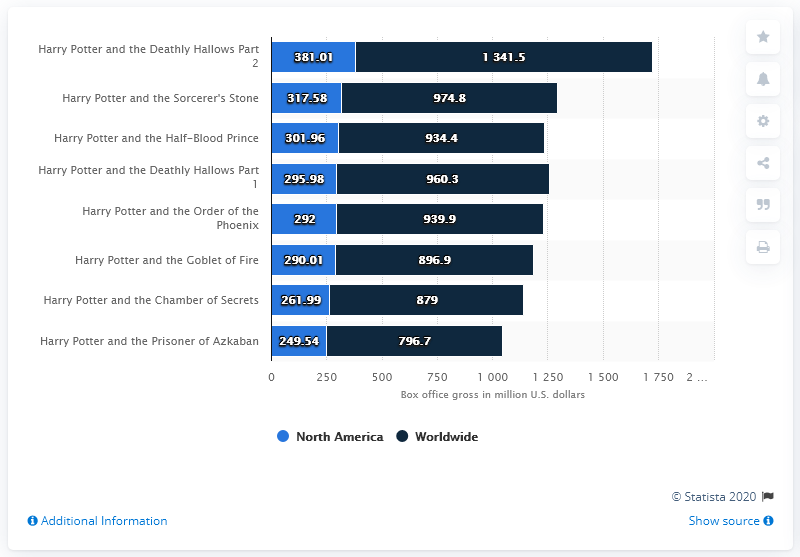 Harry Potter and the Deathly Hallows Part
2
381.01
1 341.5
Harry Potter and the Sorcerer's Stone
317.58
974.8
Harry Potter and the Half-Blood Prince
301.96
934.4
Harry Potter and the Deathly Hallows Part
1
295.98
960.3
Harry Potter and the Order of the
Phoenix
292
939.9
Harry Potter and the Goblet of Fire
290.01
896.9
Harry Potter and the Chamber of Secrets
261.99
879
Harry Potter and the Prisoner of Azkaban
249.54
796.7
0 250 500 750 1 000 1 250 1 500 1 750 2 ...
Box office gross in million U.S. dollars
North America Worldwide
© Statista 2020
Additional Information
Show source